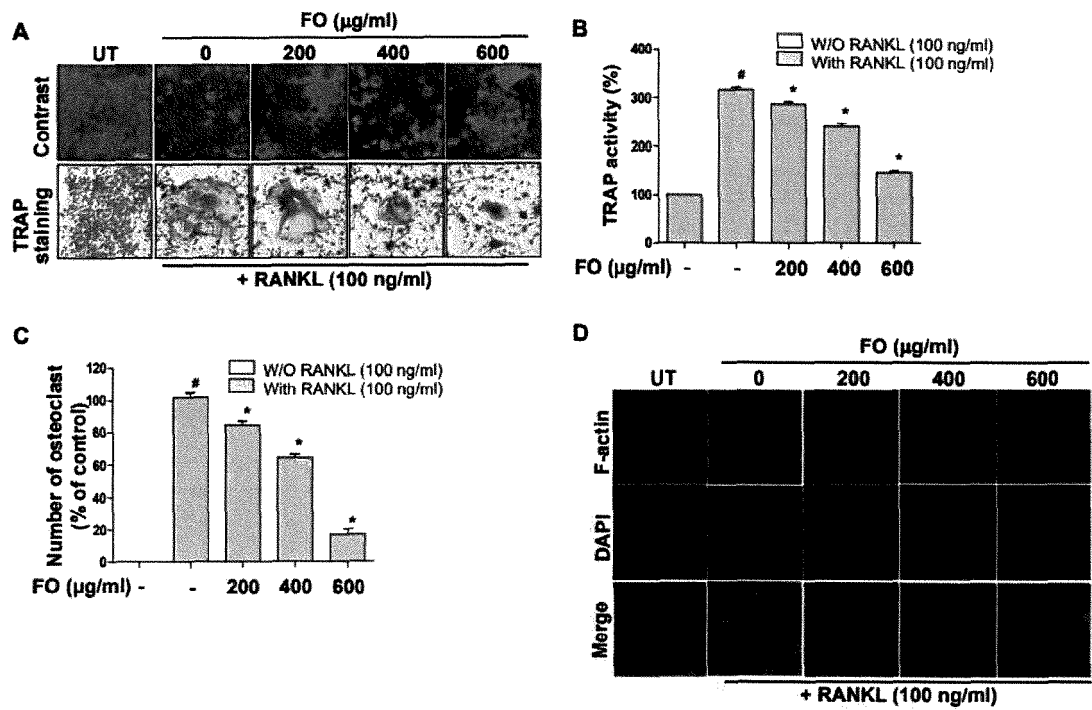 A
FO (μg/ml)
UT 0 200 400 600
Contrast
TRAP staining
+ RANKL (100 ng/ml)
B
W/O RANKL (100 ng/ml)
With RANKL (100 ng/ml)
TRAP activity (%)
400
300
200
100
0
# * * *
FO (μg/ml) - - 200 400 600
C
W/O RANKL (100 ng/ml)
With RANKL (100 ng/ml)
Number of osteoclast
(% of control)
120
100
80
60
40
20
0
# * * *
FO (μg/ml) - - 200 400 600
D
FO (μg/ml)
UT 0 200 400 600
F-actin
DAPI
Merge
+ RANKL (100 ng/ml)